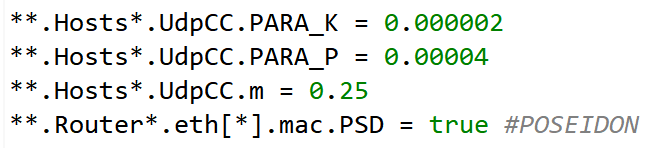 **.Hosts*.UdpCC.PARA_K = 0.000002
**.Hosts*.UdpCC.PARA_P = 0.00004
**.Hosts*.UdpCC.m = 0.25
**.Router*.eth[*].mac.PSD = true #POSEIDON